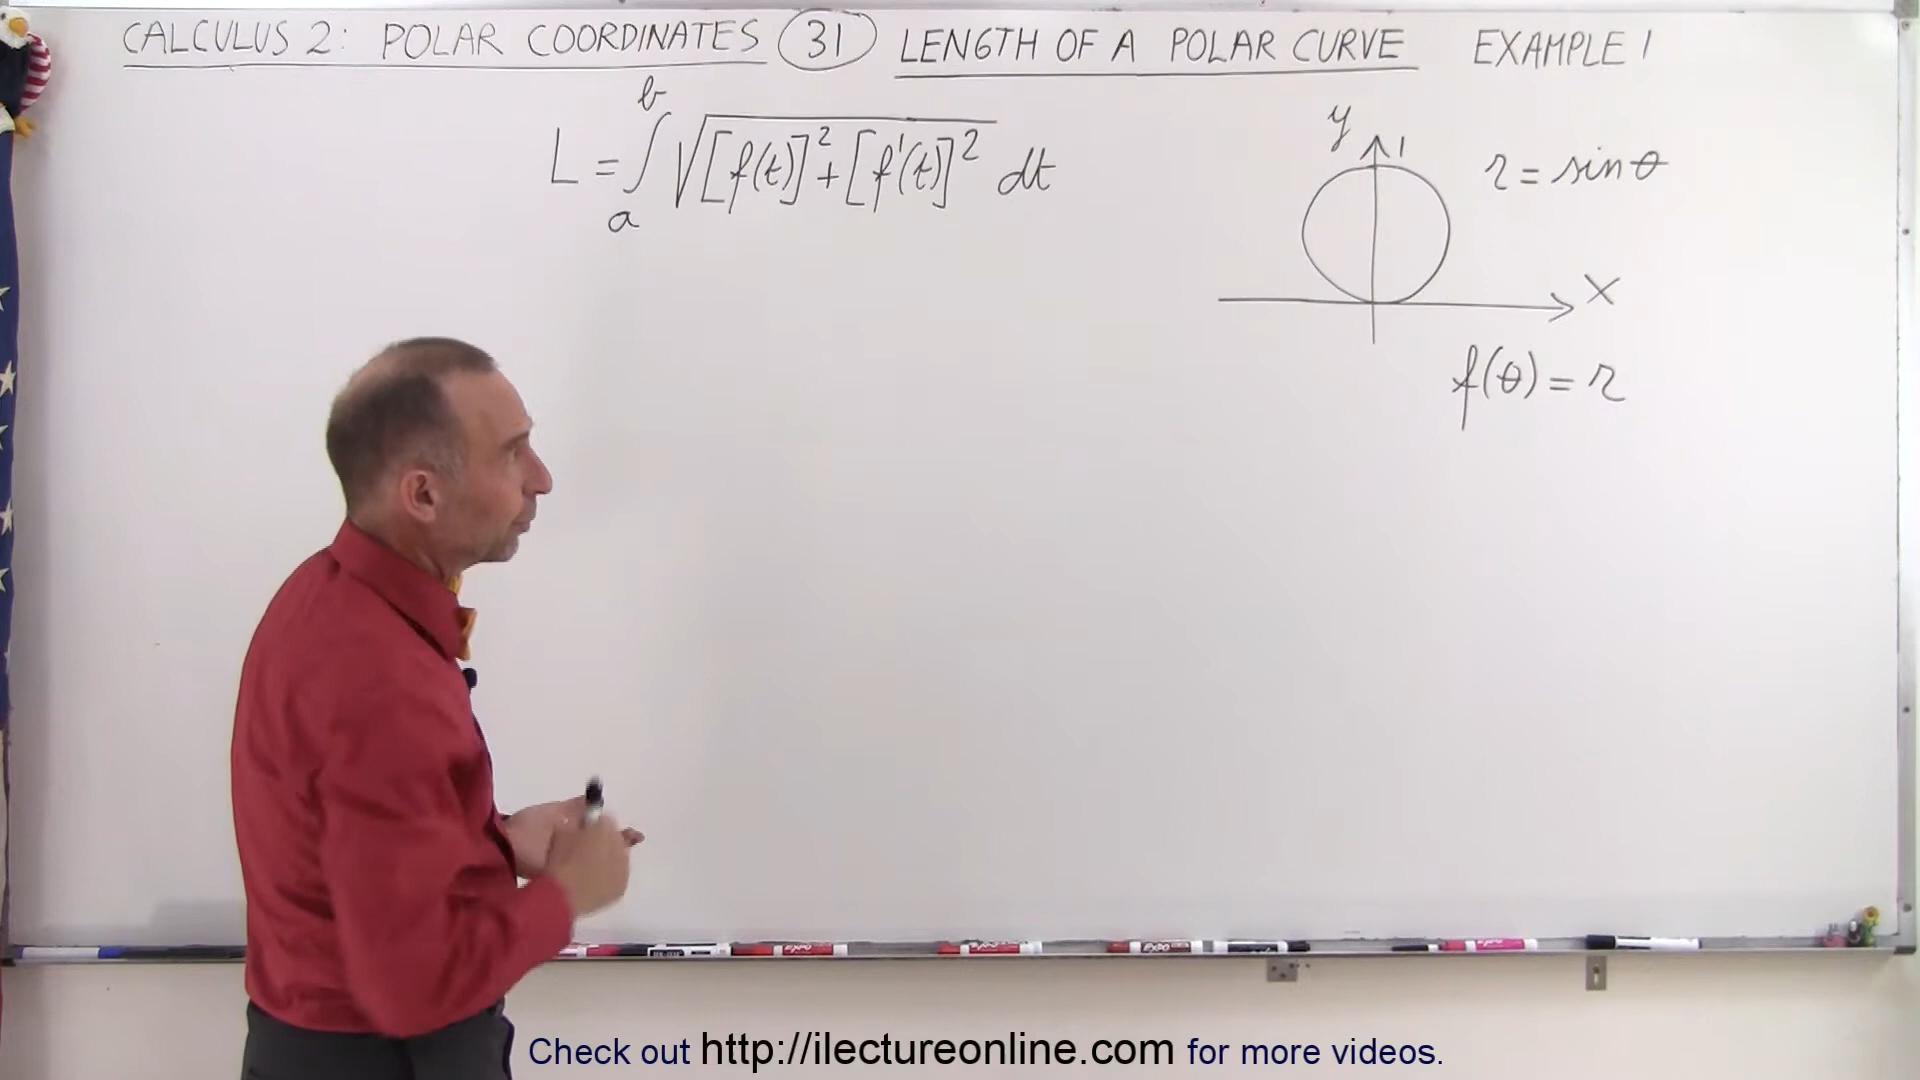 CALCULUS 2: POLAR COORDINATES 31 LENGTH OF A POLAR CURVE EXAMPLE 1
L = ∫ₐᵇ √([f(t)]² + [f'(t)]²) dt
y
1
r = sin θ
X
f(θ) = r
Check out http://ilectureonline.com for more videos.